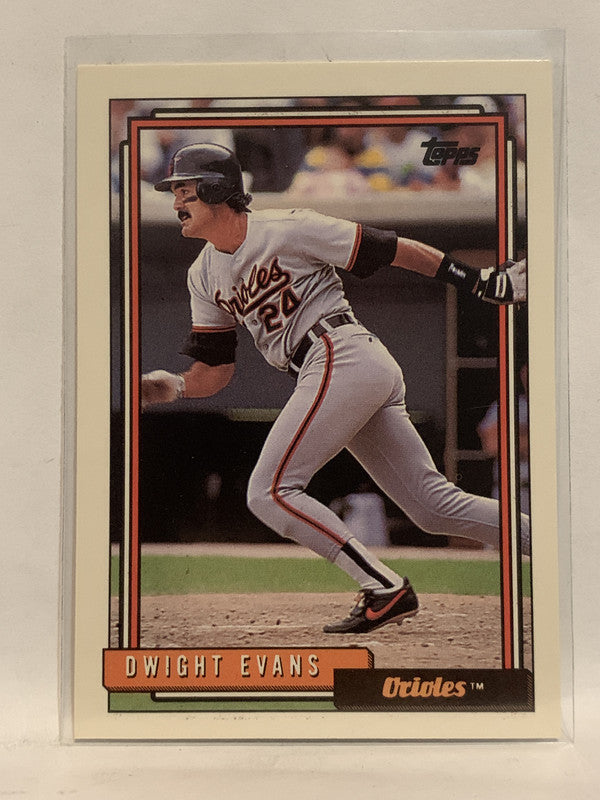 Topps
Orioles
24
DWIGHT EVANS
Orioles™